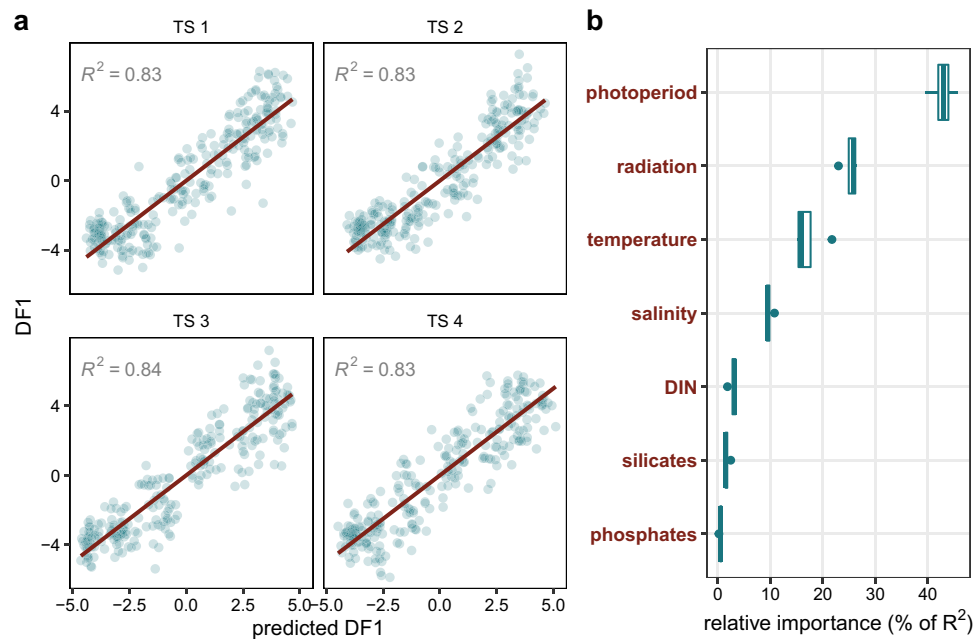 a
TS 1
TS 2
R² = 0.83
R² = 0.83
4
0
−4
TS 3
TS 4
R² = 0.84
R² = 0.83
4
0
−4
DF1
−5.0
−2.5
0.0
2.5
5.0
−5.0
−2.5
0.0
2.5
5.0
predicted DF1
b
photoperiod
radiation
temperature
salinity
DIN
silicates
phosphates
0
10
20
30
40
relative importance (% of R²)